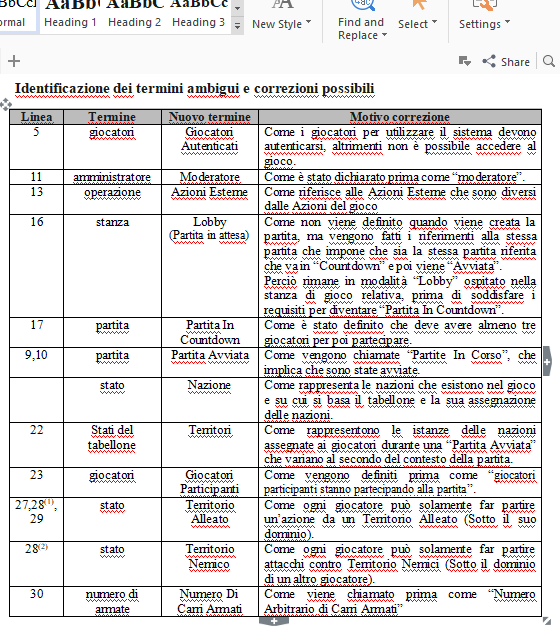 BbCcI AaBb AaBbC AaBbCc
ormal Heading 1 Heading 2 Heading 3 New Style Find and Replace Select Settings
Share
Identificazione dei termini ambigui e correzioni possibili
Linea Termine Nuovo termine Motivo correzione
5 giocatori Giocatori Come i giocatori per utilizzare il sistema devono
Autenticati autenticarsi, altrimenti non è possibile accedere al
gioco.
11 amministratore Moderatore Come è stato dichiarato prima come “moderatore”.
13 operazione Azioni Esterne Come riferisce alle Azioni Esterne che sono diversi
dalle Azioni del gioco
16 stanza Lobby Come non viene definito quando viene creata la
(Partita in attesa) partita, ma vengono fatti i riferimenti alla stessa
partita che impone che sia la stessa partita riferita
che va in “Countdown” e poi viene “Avviata”.
Perciò rimane in modalità “Lobby” ospitato nella
stanza di gioco relativa, prima di soddisfare i
requisiti per diventare “Partita In Countdown”.
17 partita Partita In Come è stato definito che deve avere almeno tre
Countdown giocatori per poi partecipare.
9,10 partita Partita Avviata Come vengono chiamate “Partite In Corso”, che
implica che sono state avviate.
stato Nazione Come rappresenta le nazioni che esistono nel gioco
e su cui si basa il tabellone e la sua assegnazione
delle nazioni.
22 Stati del Territori Come rappresentono le istanze delle nazioni
tabellone assegnate ai giocatori durante una “Partita Avviata”
che variano al secondo del contesto della partita.
23 giocatori Giocatori Come vengono definiti prima come “giocatori
Participanti participanti stanno partecipando alla partita”.
27,28(1), stato Territorio Come ogni giocatore può solamente far partire
29 Alleato un’azione da un Territorio Alleato (Sotto il suo
dominio).
28(2) stato Territorio Come ogni giocatore può solamente far partire
Nemico attacchi contro Territorio Nemici (Sotto il dominio
di un altro giocatore).
30 numero di Numero Di Come viene chiamato prima come “Numero
armate Carri Armati Arbitrario di Carri Armati”